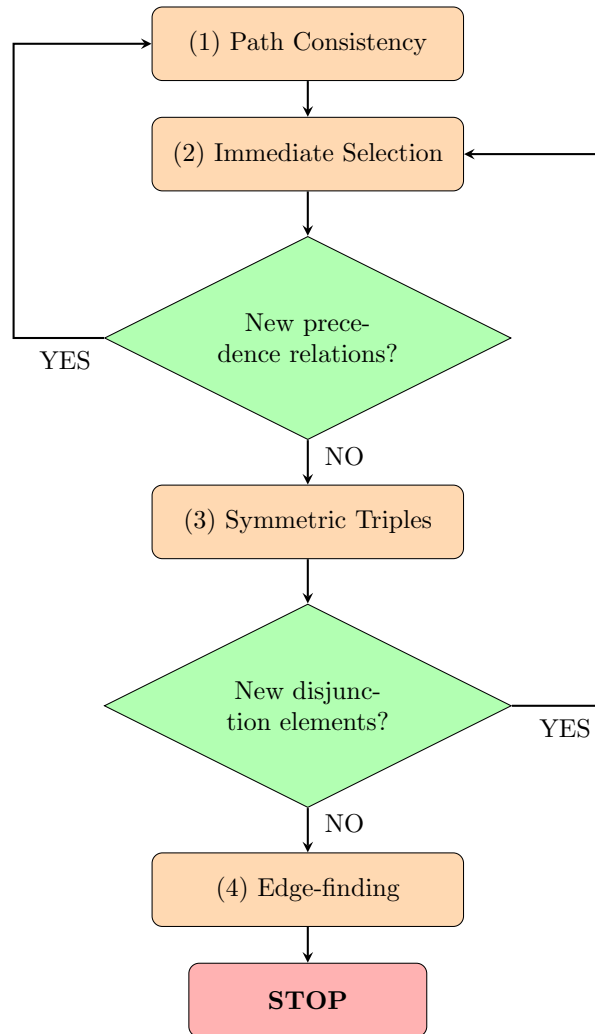 (1) Path Consistency
(2) Immediate Selection
New prece-
dence relations?
YES
NO
(3) Symmetric Triples
New disjunc-
tion elements?
YES
NO
(4) Edge-finding
STOP